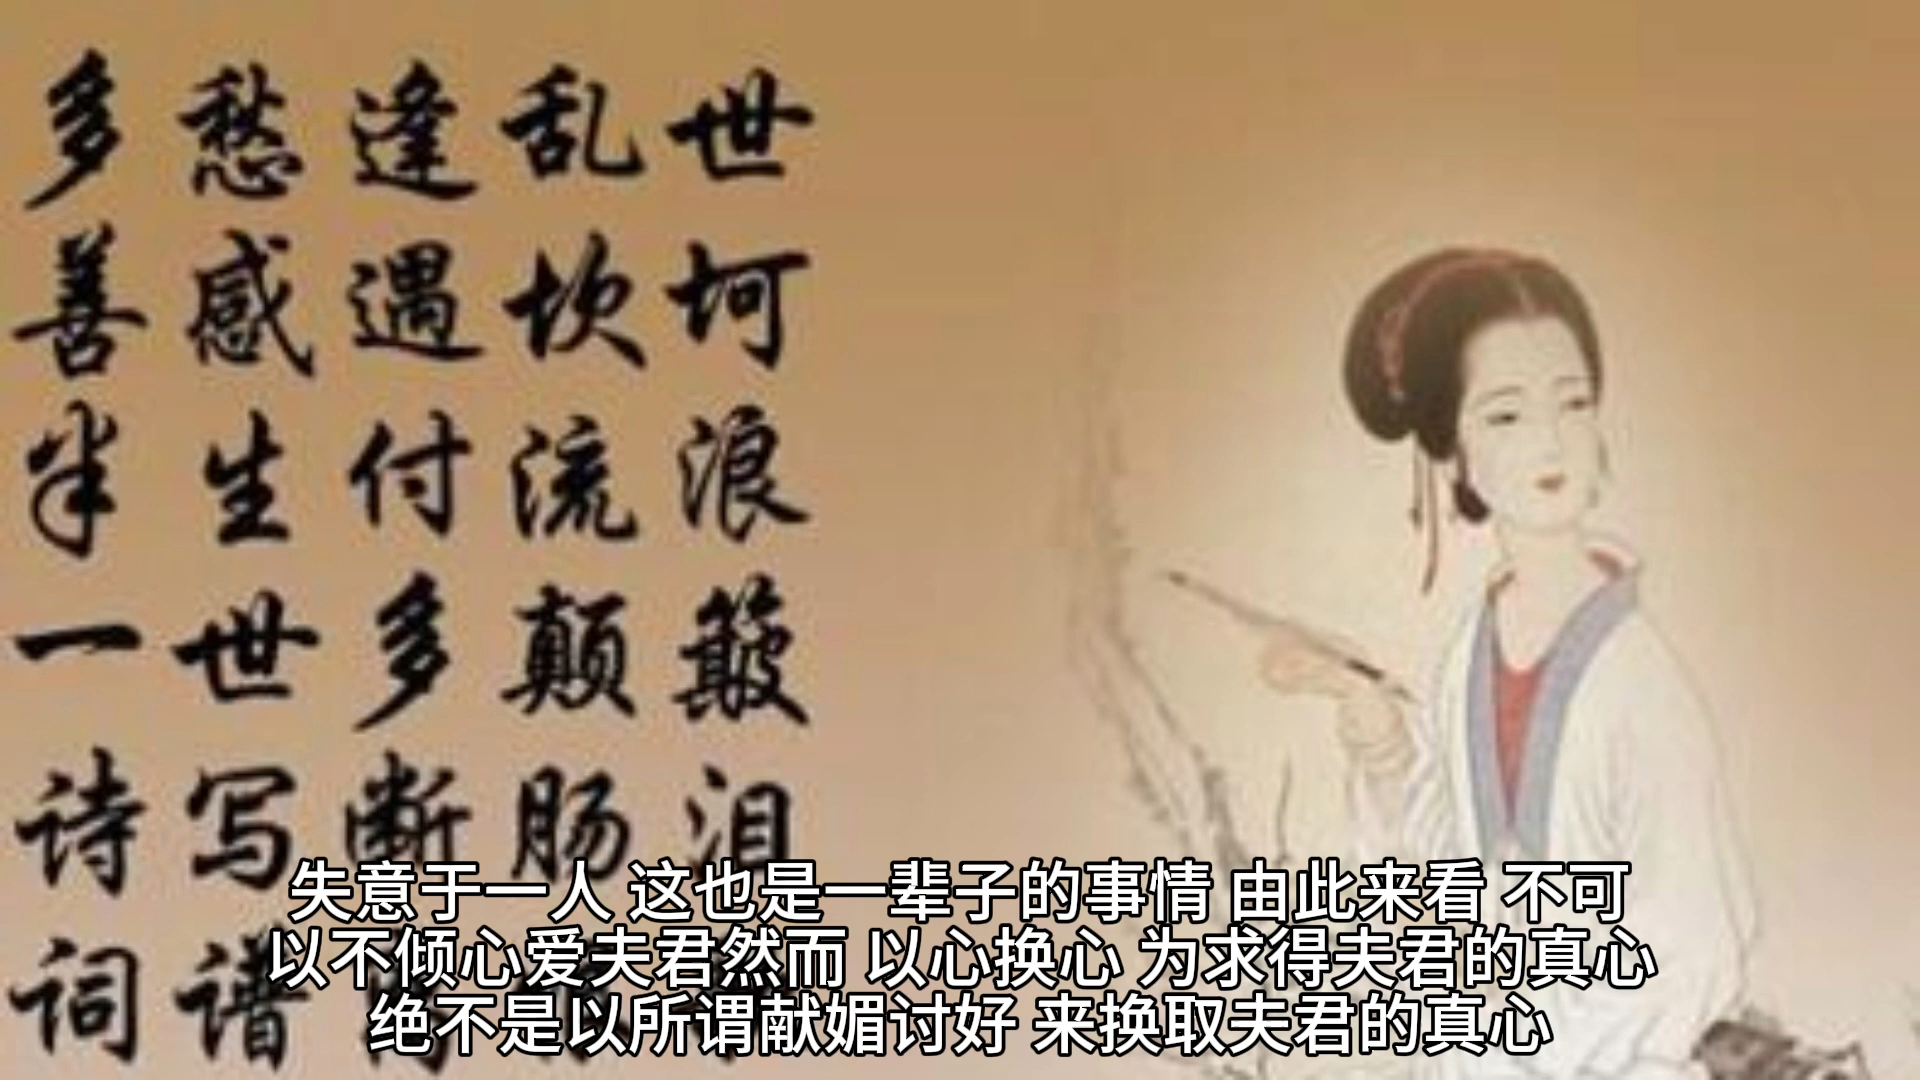 多愁逢乱世
善感遇坎坷
半生付流浪
一世多颠簸
诗写断肠泪
词谱
失意于一人 这也是一辈子的事情 由此来看 不可
以不倾心爱夫君然而 以心换心 为求得夫君的真心
绝不是以所谓献媚讨好 来换取夫君的真心